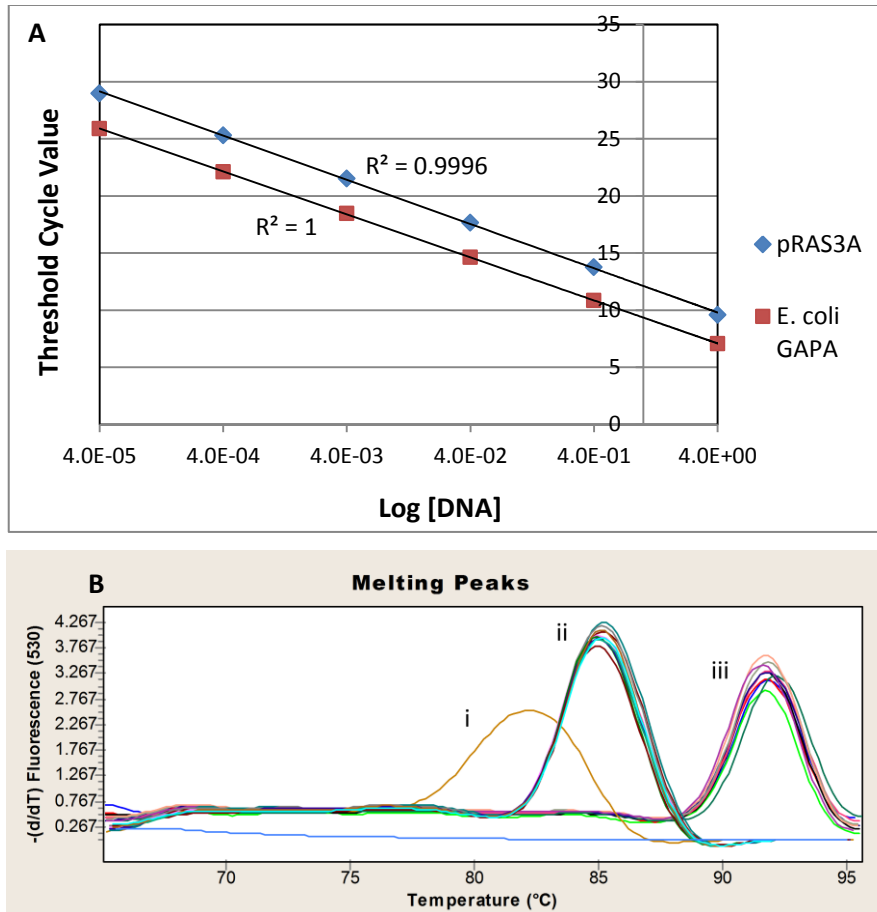 A
35
30
25
20
15
10
5
0
Threshold Cycle Value
R² = 0.9996
R² = 1
pRAS3A
E. coli
GAPA
4.0E-05 4.0E-04 4.0E-03 4.0E-02 4.0E-01 4.0E+00
Log [DNA]
B
Melting Peaks
-(d/dT) Fluorescence (530)
4.267
3.767
3.267
2.767
2.267
1.767
1.267
0.767
0.267
i
ii
iii
70 75 80 85 90 95
Temperature (°C)